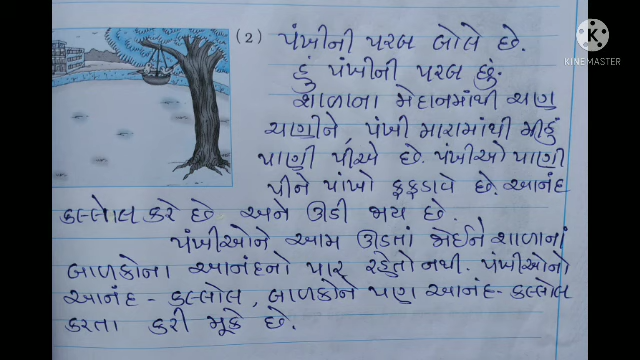 (2) પંખીની પરબ બોલે છે.
હું પંખીની પરબ છું.
શાળાના મેદાનમાંથી ચણ
ચણીને, પંખી મારામાંથી મીઠું
પાણી પીએ છે. પંખીઓ પાણી
પીને પાંખો ફફડાવે છે. આનંદ
કલ્લોલ કરે છે અને ઊડી જાય છે.
પંખીઓને આમ ઊડતાં જોઈને શાળાનાં
બાળકોના આનંદનો પાર રહેતો નથી. પંખીઓનો
આનંદ - કલ્લોલ, બાળકોને પણ આનંદ - કલ્લોલ
કરતા કરી મૂકે છે.
KINEMASTER